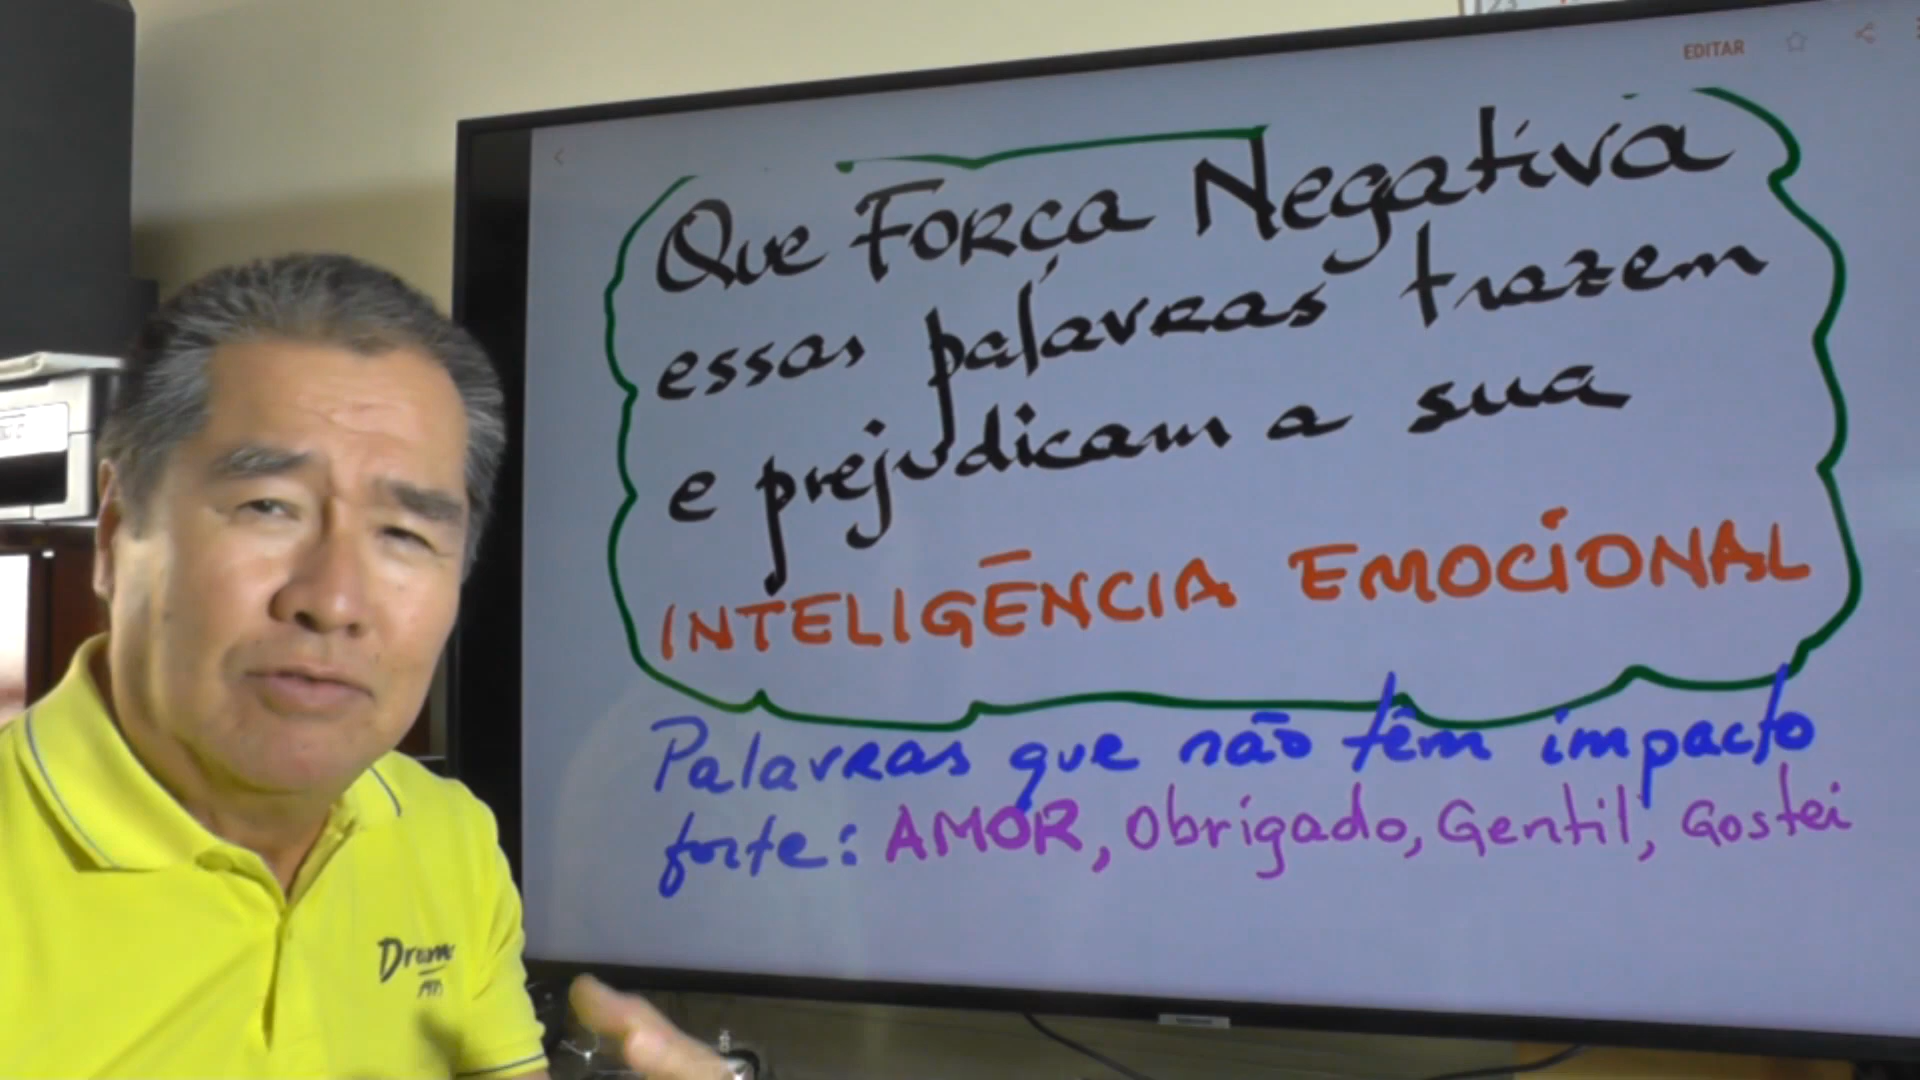 EDITAR
Que Força Negativa
essas palavras trazem
e prejudicam a sua
INTELIGÊNCIA EMOCIONAL
Palavras que não têm impacto
forte: AMOR, Obrigado, Gentil, Gostei